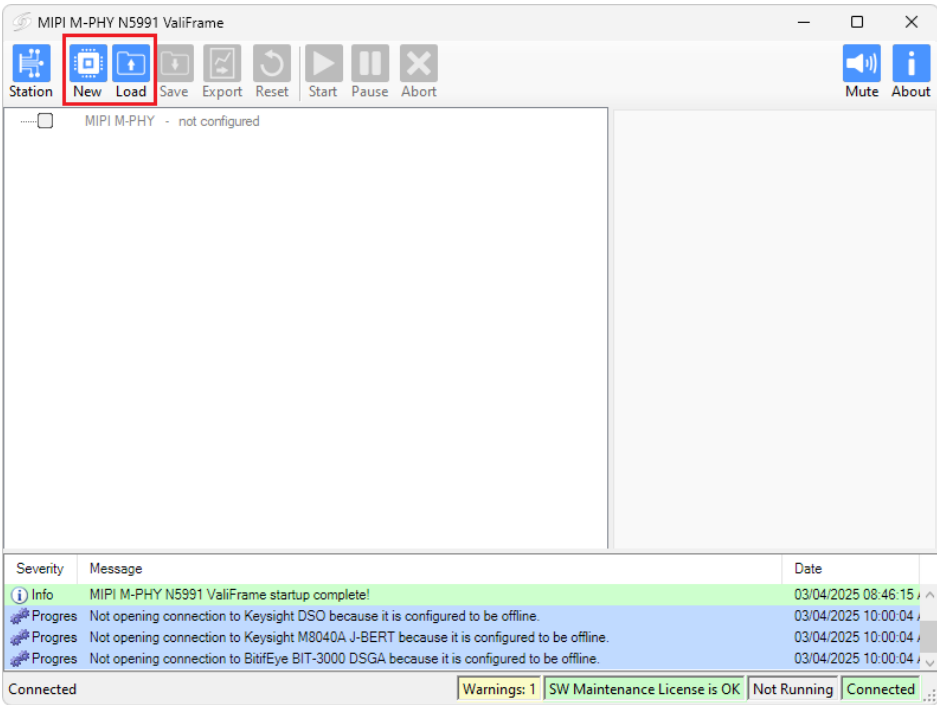 MIPI M-PHY N5991 ValiFrame
Station New Load Save Export Reset Start Pause Abort Mute About
MIPI M-PHY - not configured
Severity Message Date
Info MIPI M-PHY N5991 ValiFrame startup complete! 03/04/2025 08:46:15
Progres Not opening connection to Keysight DSO because it is configured to be offline. 03/04/2025 10:00:04
Progres Not opening connection to Keysight M8040A J-BERT because it is configured to be offline. 03/04/2025 10:00:04
Progres Not opening connection to BitifEye BIT-3000 DSGA because it is configured to be offline. 03/04/2025 10:00:04
Connected Warnings: 1 SW Maintenance License is OK Not Running Connected